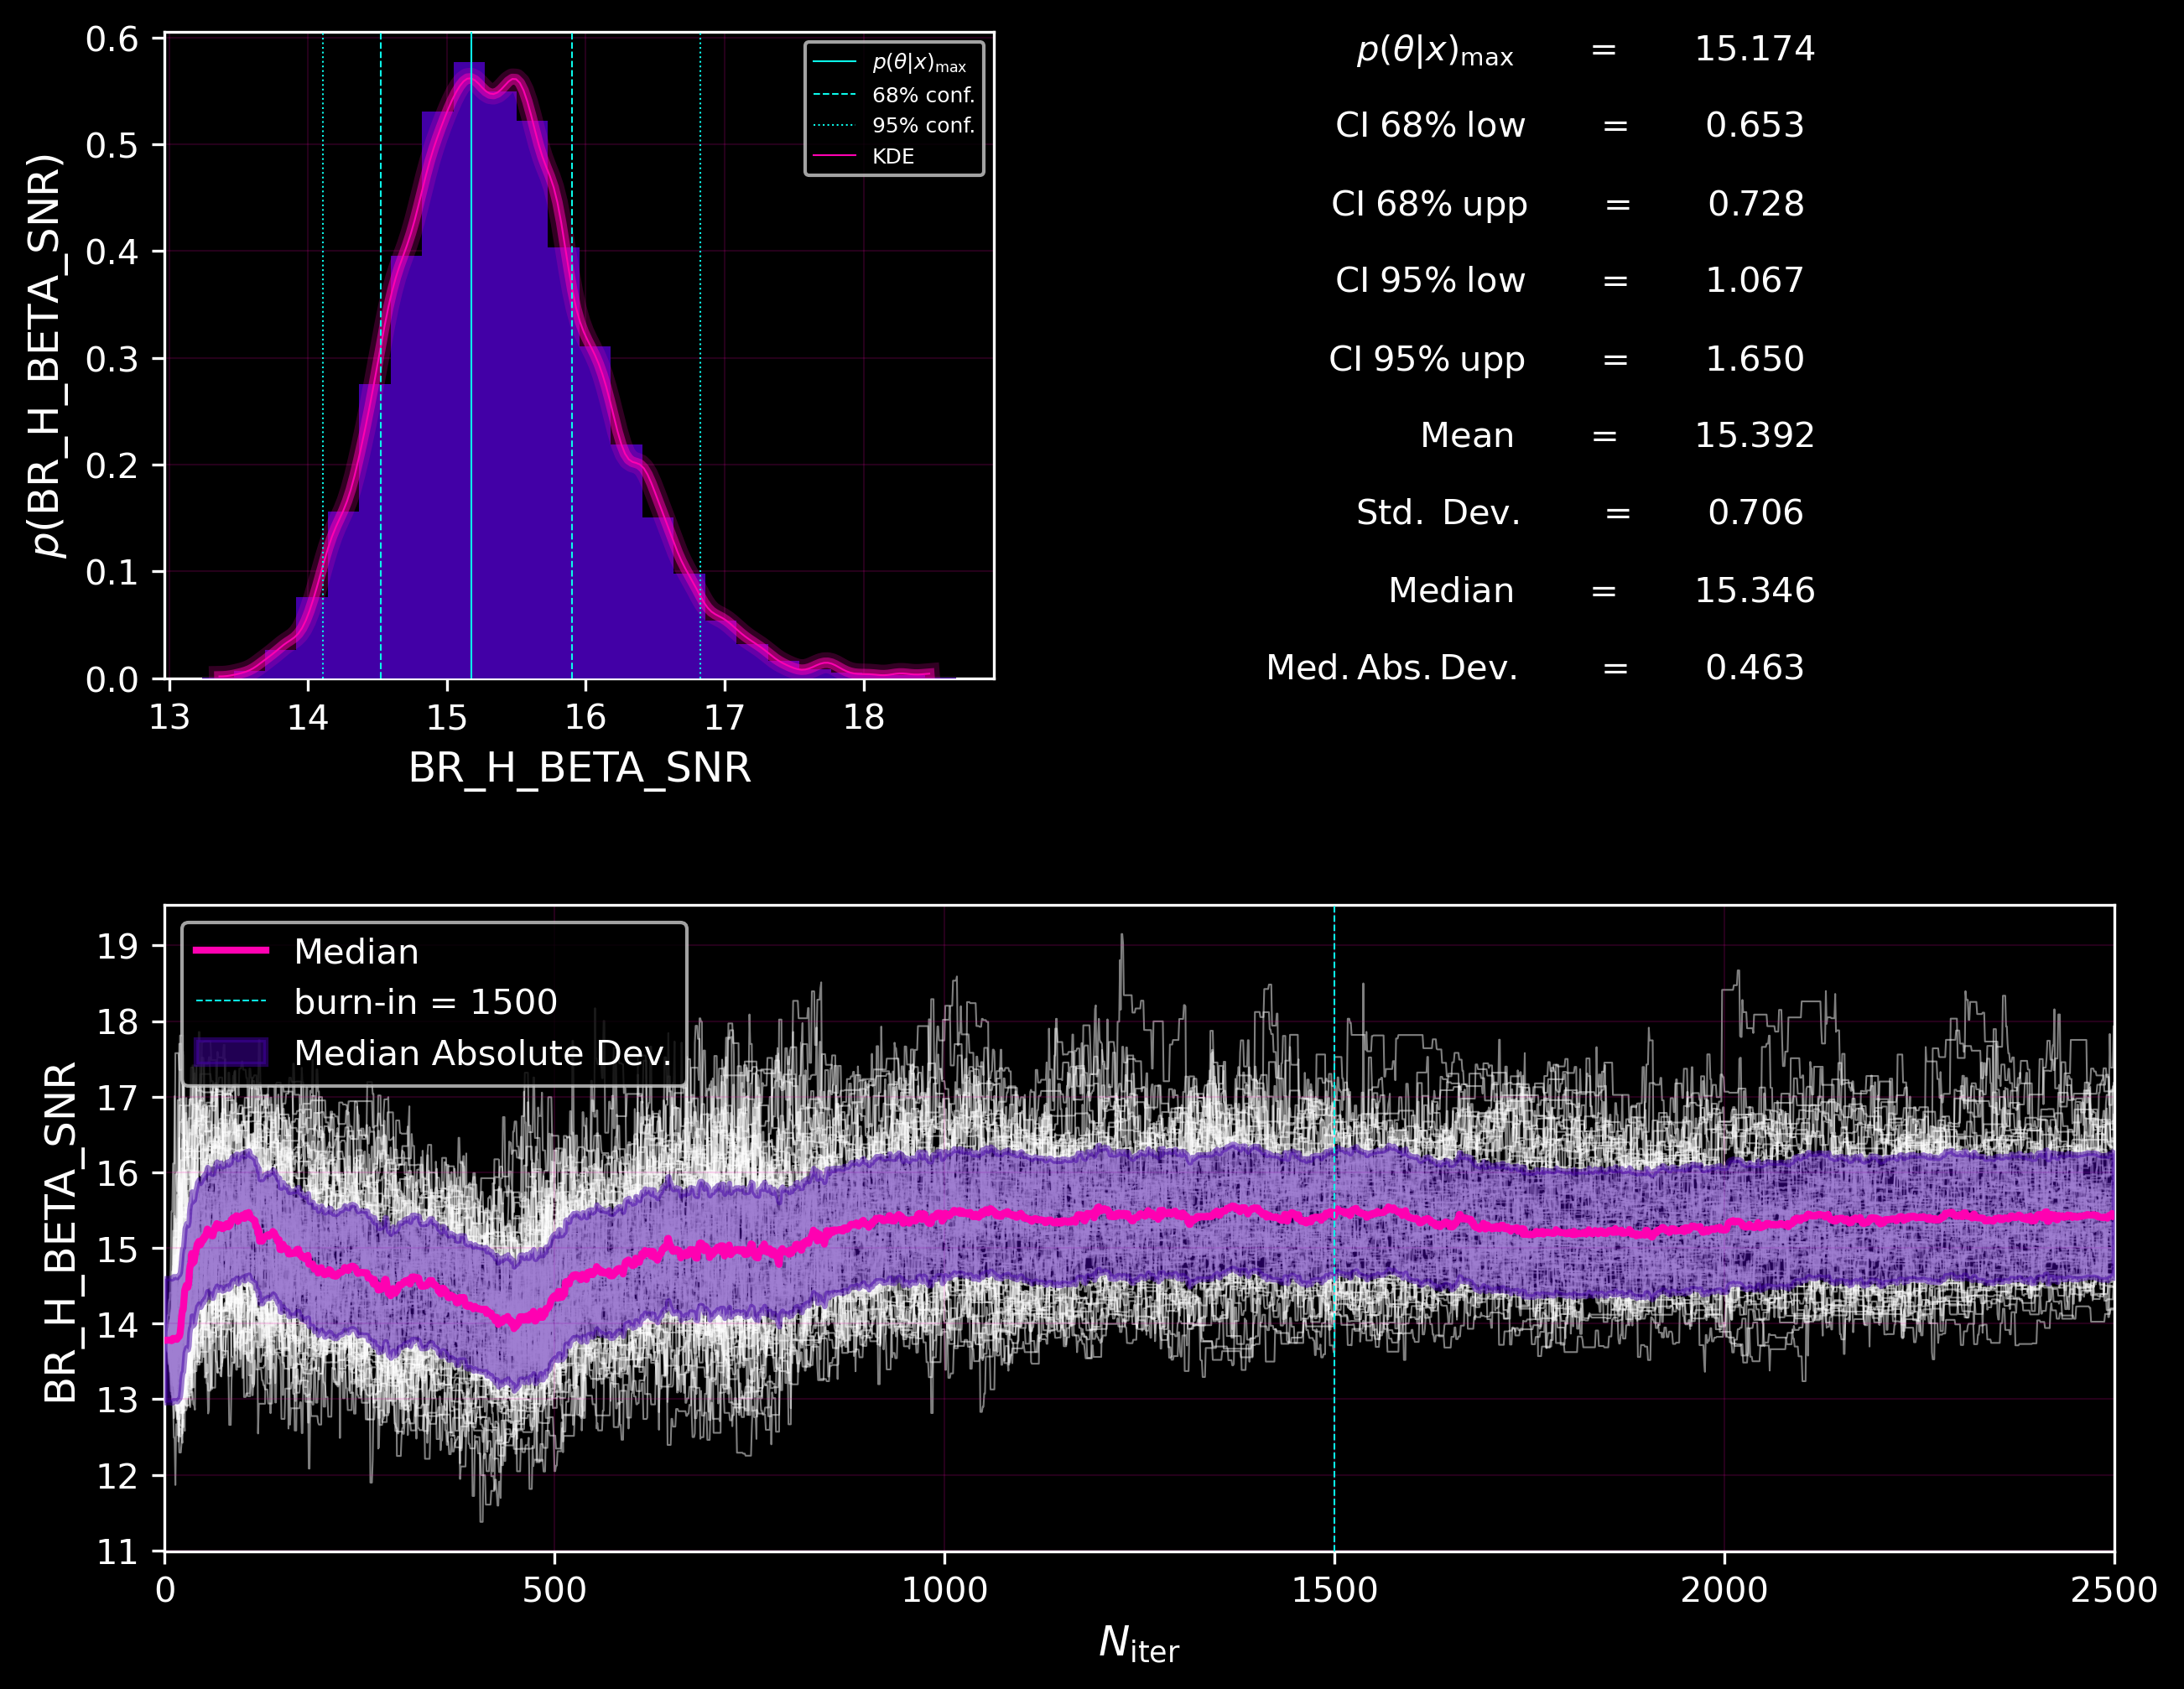 0.6
0.5
0.4
0.3
0.2
0.1
0.0
p(BR_H_BETA_SNR)
13 14 15 16 17 18
BR_H_BETA_SNR
p(θ|x)max
68% conf.
95% conf.
KDE
p(θ|x)max = 15.174
CI 68% low = 0.653
CI 68% upp = 0.728
CI 95% low = 1.067
CI 95% upp = 1.650
Mean = 15.392
Std. Dev. = 0.706
Median = 15.346
Med. Abs. Dev. = 0.463
19
18
17
16
15
14
13
12
11
BR_H_BETA_SNR
Median
burn-in = 1500
Median Absolute Dev.
0 500 1000 1500 2000 2500
Niter